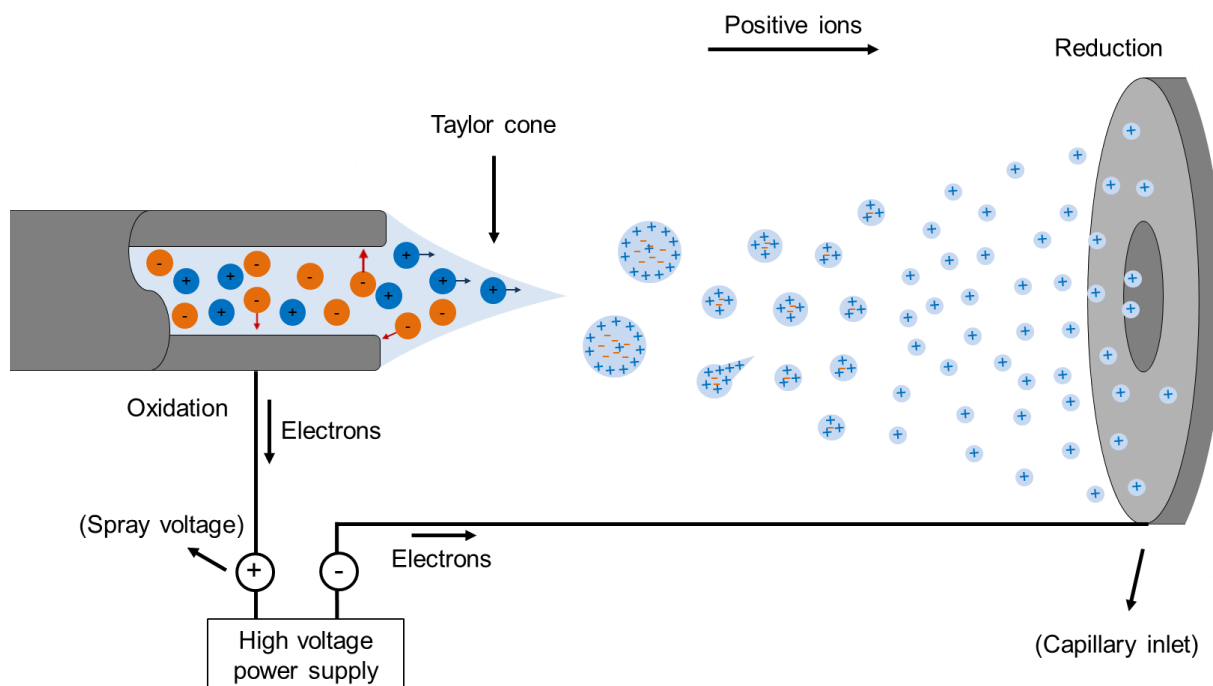 Positive ions
Reduction
Taylor cone
Oxidation
Electrons
(Spray voltage)
+
-
Electrons
High voltage
power supply
(Capillary inlet)